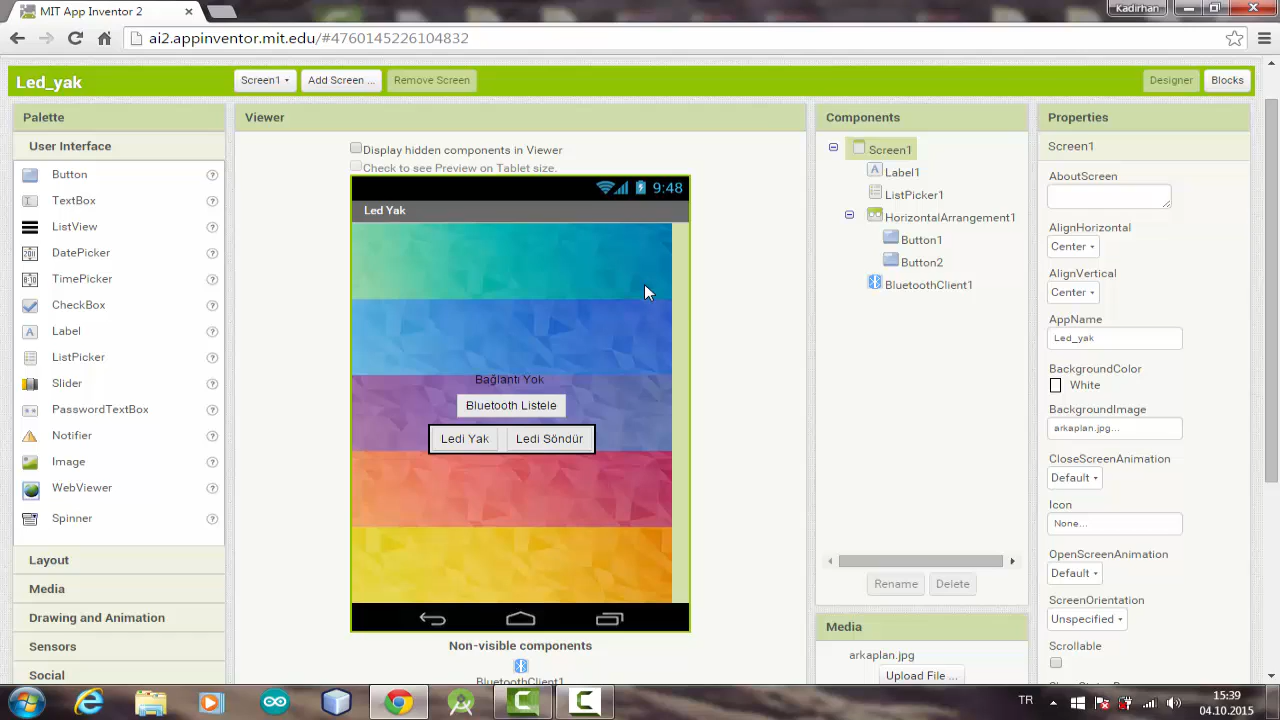 MIT App Inventor 2
Kadirhan
ai2.appinventor.mit.edu/#4760145226104832
Led_yak
Screen1
Add Screen ...
Remove Screen
Designer
Blocks
Palette
User Interface
Button
TextBox
ListView
DatePicker
TimePicker
CheckBox
Label
ListPicker
Slider
PasswordTextBox
Notifier
Image
WebViewer
Spinner
Layout
Media
Drawing and Animation
Sensors
Social
Viewer
Display hidden components in Viewer
Check to see Preview on Tablet size.
9:48
Led Yak
Bağlantı Yok
Bluetooth Listele
Ledi Yak
Ledi Söndür
Non-visible components
BluetoothClient1
Components
Screen1
Label1
ListPicker1
HorizontalArrangement1
Button1
Button2
BluetoothClient1
Rename
Delete
Media
arkaplan.jpg
Upload File ...
Properties
Screen1
AboutScreen
AlignHorizontal
Center
AlignVertical
Center
AppName
Led_yak
BackgroundColor
White
BackgroundImage
arkaplan.jpg...
CloseScreenAnimation
Default
Icon
None...
OpenScreenAnimation
Default
ScreenOrientation
Unspecified
Scrollable
TR
15:39
04.10.2015